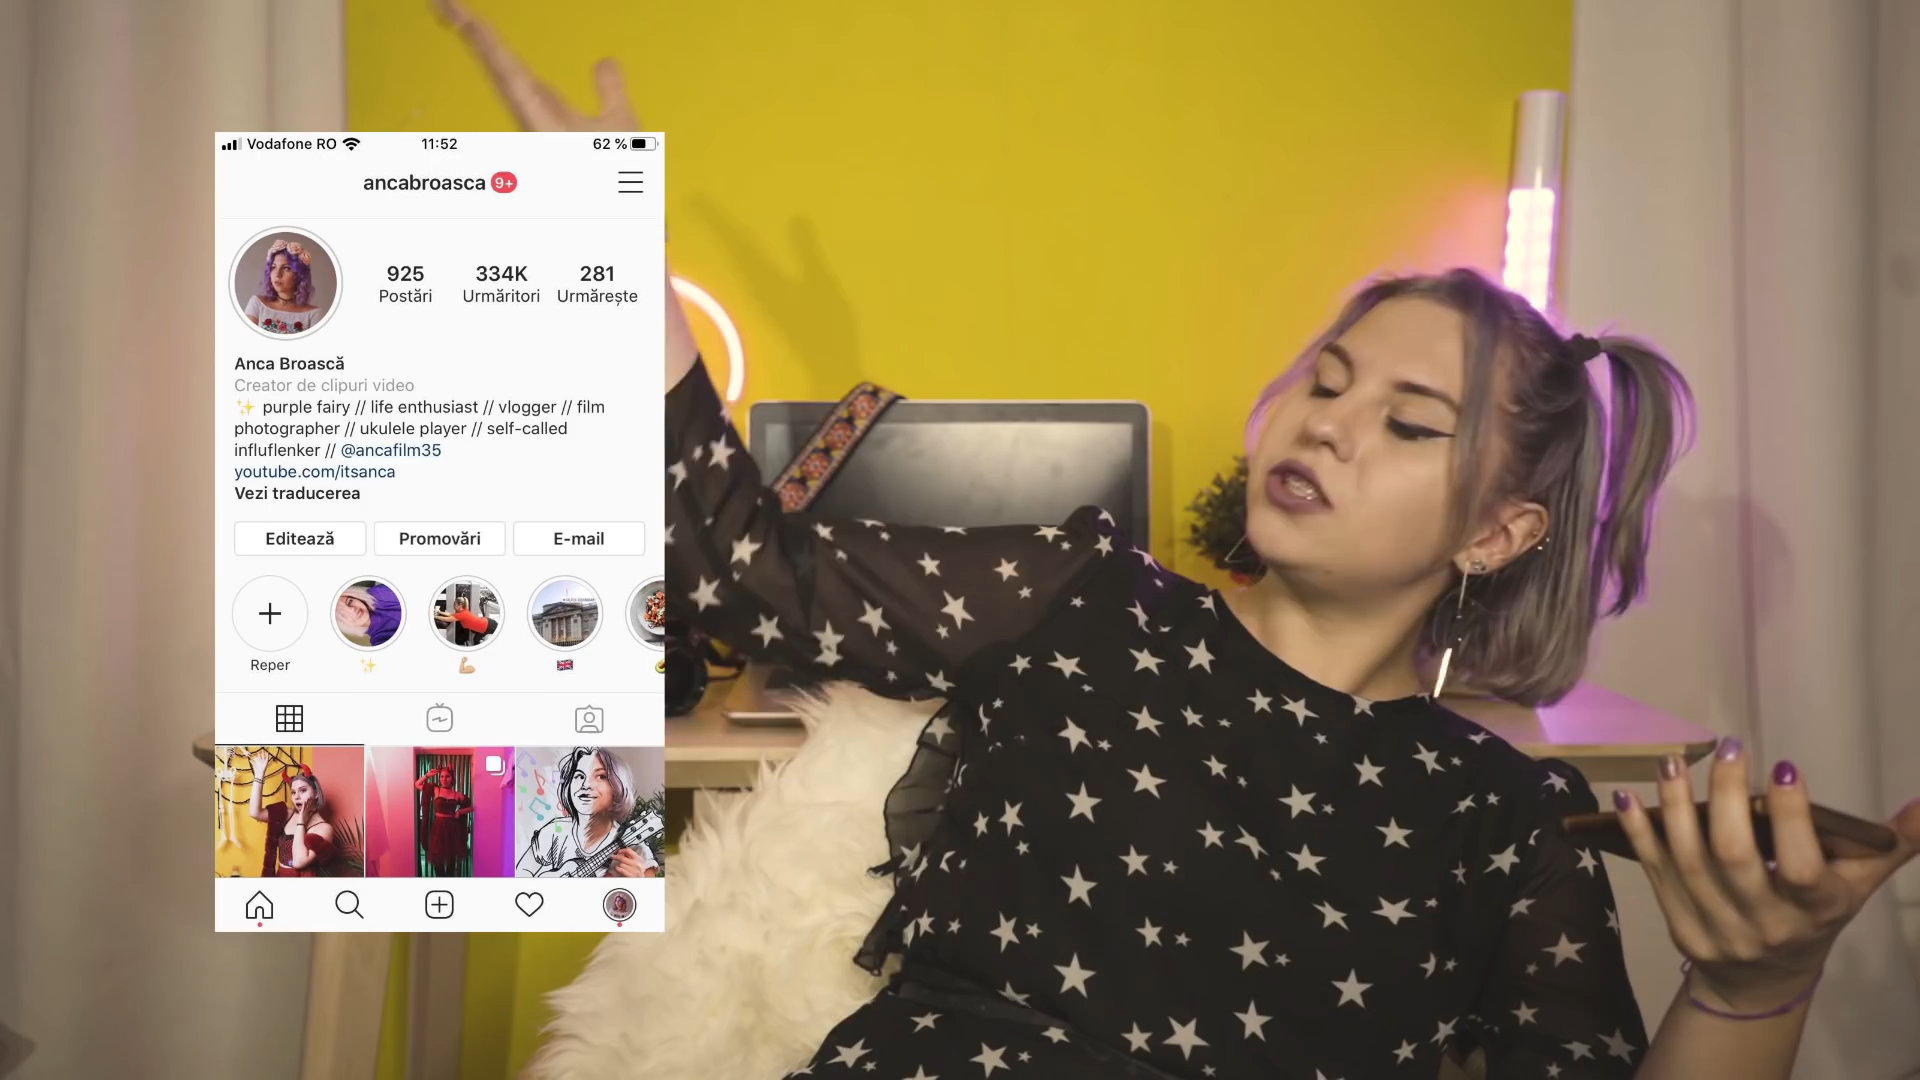 Vodafone RO 11:52 62 %
ancabroasca 9+
925 334K 281
Postări Urmăritori Urmărește
Anca Broască
Creator de clipuri video
✨ purple fairy // life enthusiast // vlogger // film
photographer // ukulele player // self-called
influflenker // @ancafilm35
youtube.com/itsanca
Vezi traducerea
Editează Promovări E-mail
Reper